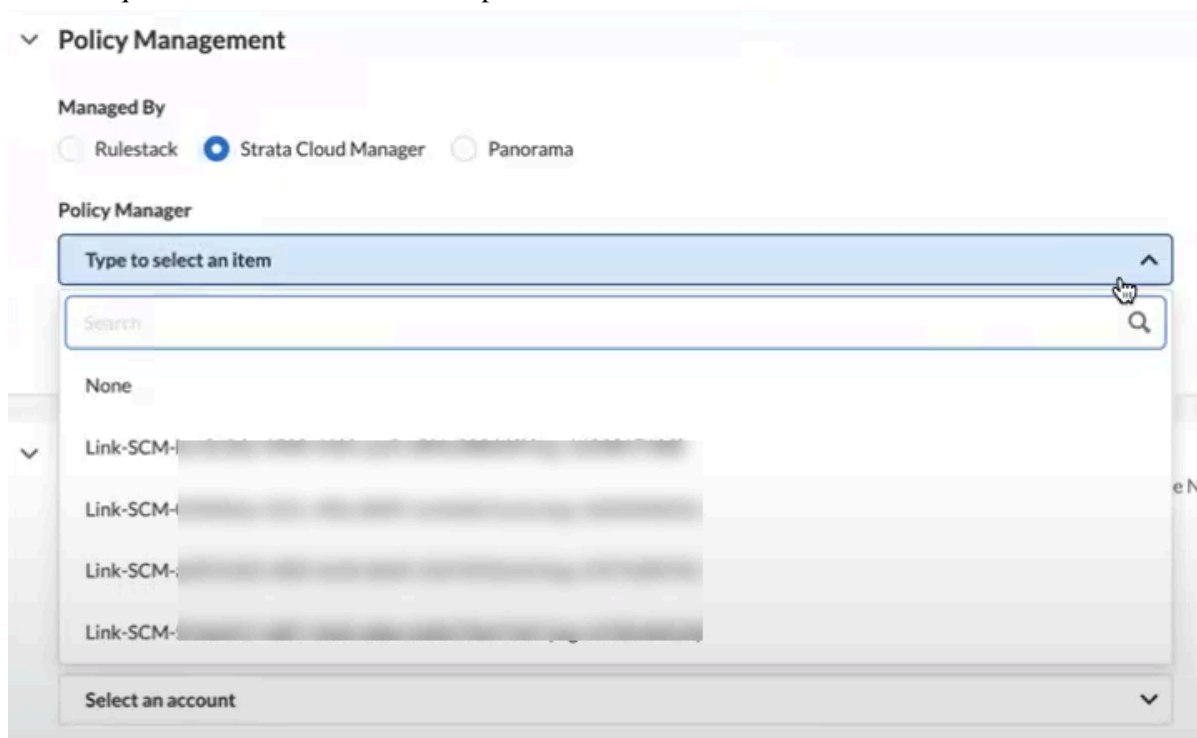 Policy Management
Managed By
Rulestack Strata Cloud Manager Panorama
Policy Manager
Type to select an item
Search
None
Link-SCM-
Link-SCM-
Link-SCM-
Link-SCM-
e N
Select an account